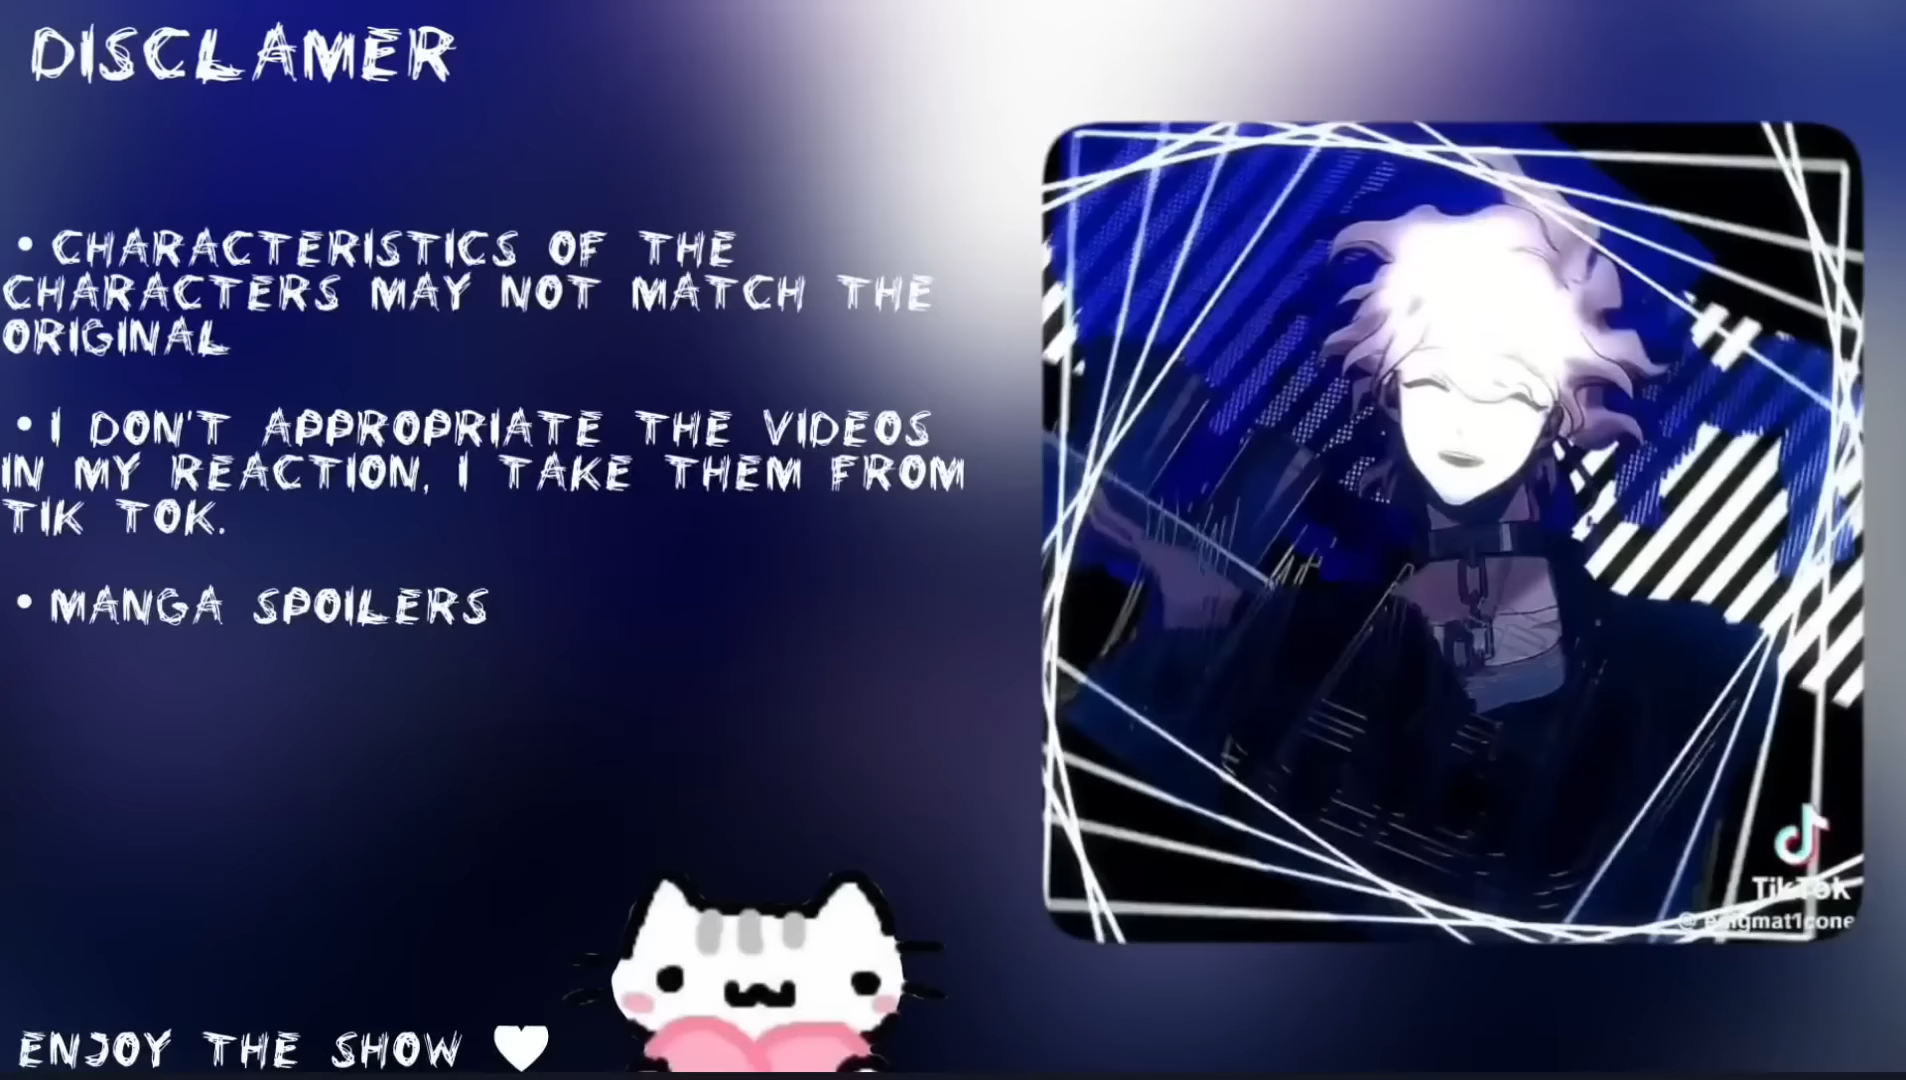 DISCLAMER
• CHARACTERISTICS OF THE
CHARACTERS MAY NOT MATCH THE
ORIGINAL
• I DON'T APPROPRIATE THE VIDEOS
IN MY REACTION, I TAKE THEM FROM
TIK TOK.
• MANGA SPOILERS
ENJOY THE SHOW
TikTok
@enigmat1cone